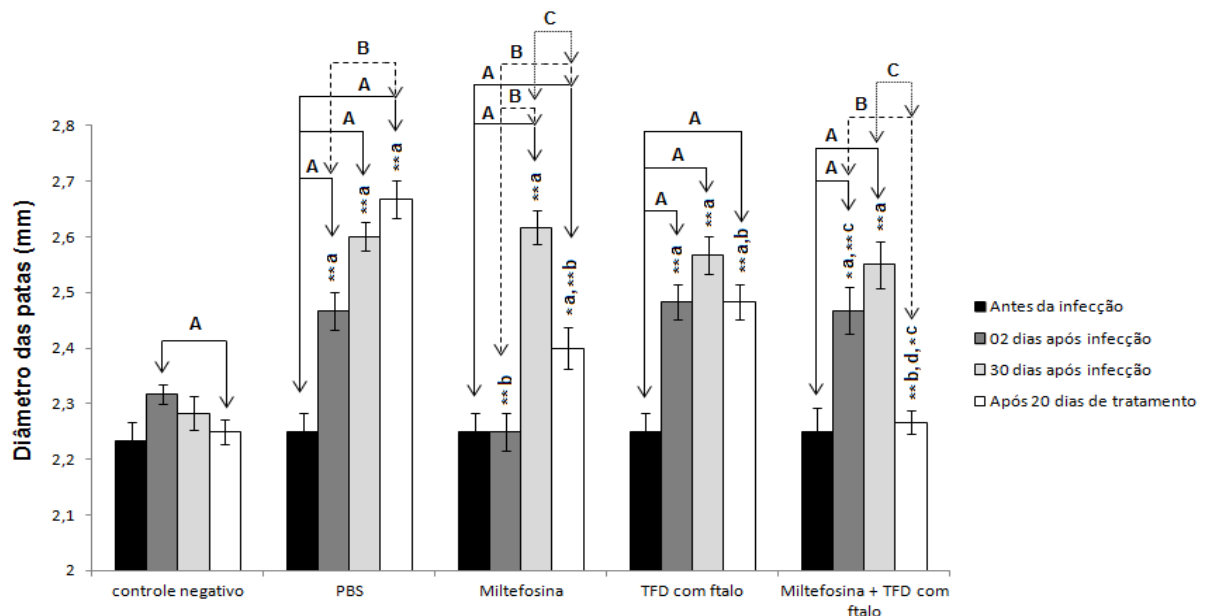 C
C
B
B
B
A
A
A
B
A
A
A
A
A
A
A
A
A
Diâmetro das patas (mm)
2,8
2,7
2,6
2,5
2,4
2,3
2,2
2,1
2
**a
**a
**a
**b
**a
*a,**b
**a
**a
**a,b
*a,**c
**a
**b,d,*c
Antes da infecção
02 dias após infecção
30 dias após infecção
Após 20 dias de tratamento
controle negativo
PBS
Miltefosina
TFD com ftalo
Miltefosina + TFD com
ftalo